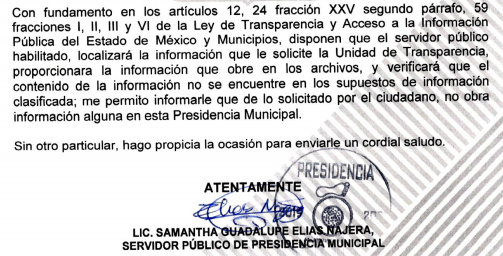 Con fundamento en los artículos 12, 24 fracción XXV segundo párrafo, 59
fracciones I, II, III y VI de la Ley de Transparencia y Acceso a la Información
Pública del Estado de México y Municipios, disponen que el servidor público
habilitado, localizará la información que le solicite la Unidad de Transparencia,
proporcionara la información que obre en los archivos, y verificará que el
contenido de la información no se encuentre en los supuestos de información
clasificada; me permito informarle que de lo solicitado por el ciudadano, no obra
información alguna en esta Presidencia Municipal.
Sin otro particular, hago propicia la ocasión para enviarle un cordial saludo.
PRESIDENCIA
ATENTAMENTE
LIC. SAMANTHA GUADALUPE ELIAS NAJERA,
SERVIDOR PÚBLICO DE PRESIDENCIA MUNICIPAL